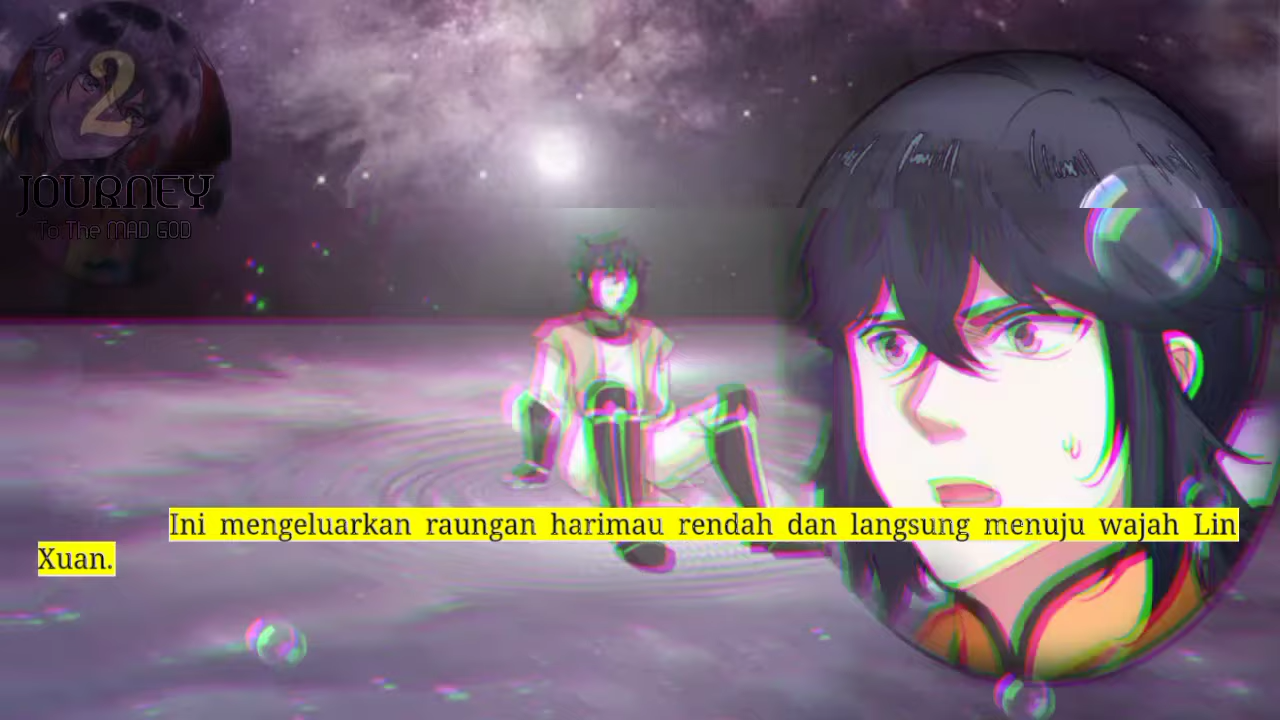 2
JOURNEY
To The MAD GOD
Ini mengeluarkan raungan harimau rendah dan langsung menuju wajah Lin
Xuan.